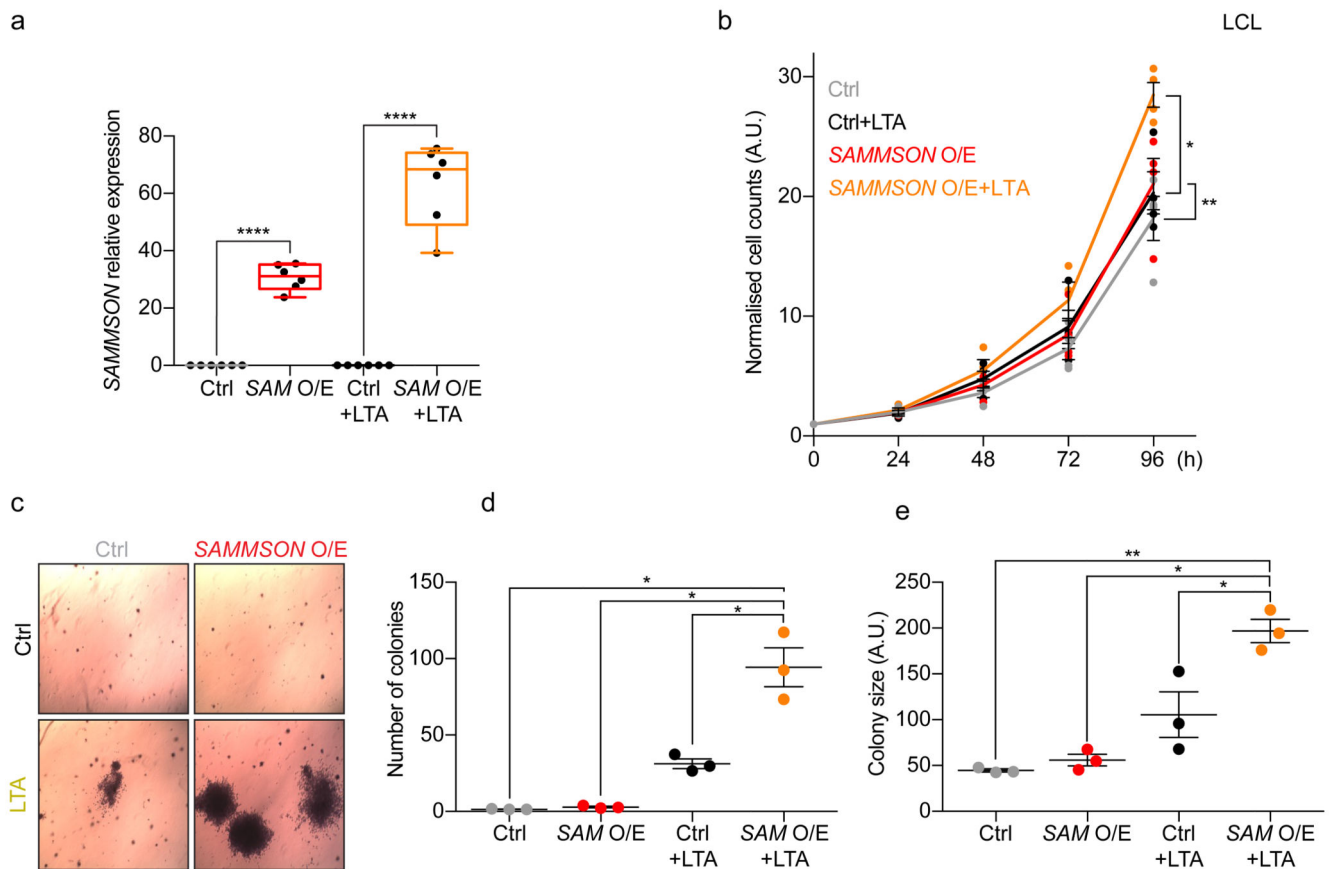 a
SAMMSON relative expression
80
60
40
20
0
****
****
Ctrl
SAM O/E
Ctrl
+LTA
SAM O/E
+LTA
b
LCL
Normalised cell counts (A.U.)
30
20
10
0
Ctrl
Ctrl+LTA
SAMMSON O/E
SAMMSON O/E+LTA
*
**
0 24 48 72 96 (h)
c
Ctrl
SAMMSON O/E
Ctrl
LTA
d
Number of colonies
150
100
50
0
*
*
*
Ctrl
SAM O/E
Ctrl
+LTA
SAM O/E
+LTA
e
Colony size (A.U.)
250
200
150
100
50
0
**
*
*
Ctrl
SAM O/E
Ctrl
+LTA
SAM O/E
+LTA